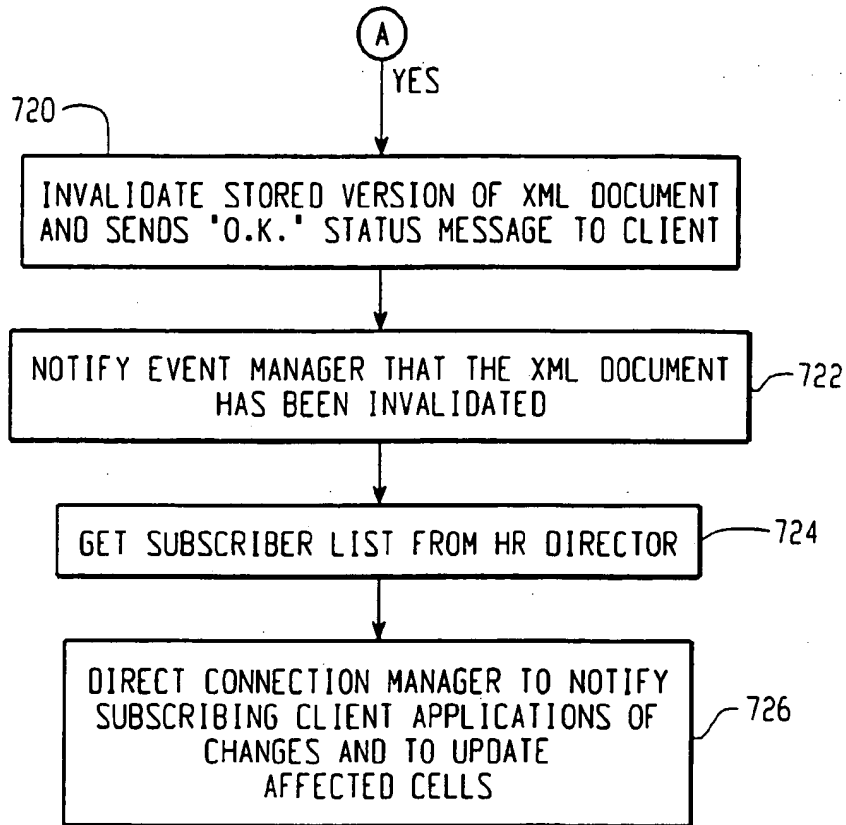 A
YES
720
INVALIDATE STORED VERSION OF XML DOCUMENT
AND SENDS "O.K." STATUS MESSAGE TO CLIENT
NOTIFY EVENT MANAGER THAT THE XML DOCUMENT
HAS BEEN INVALIDATED
722
GET SUBSCRIBER LIST FROM HR DIRECTOR
724
DIRECT CONNECTION MANAGER TO NOTIFY
SUBSCRIBING CLIENT APPLICATIONS OF
CHANGES AND TO UPDATE
AFFECTED CELLS
726